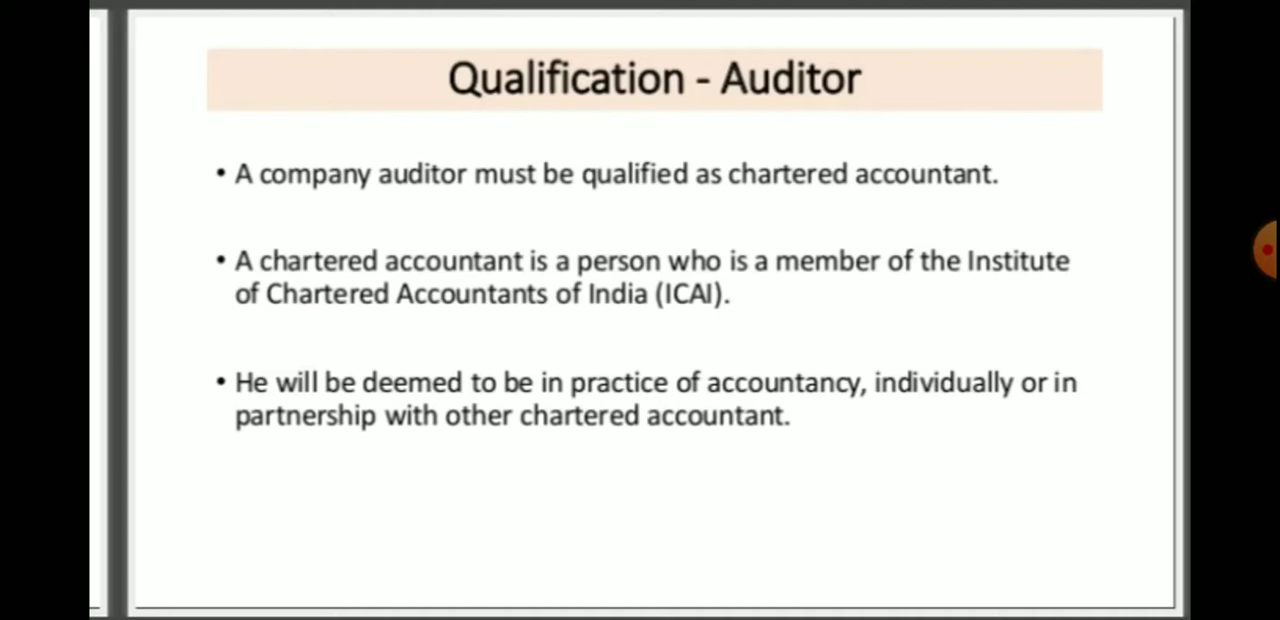 Qualification - Auditor
• A company auditor must be qualified as chartered accountant.
• A chartered accountant is a person who is a member of the Institute
of Chartered Accountants of India (ICAI).
• He will be deemed to be in practice of accountancy, individually or in
partnership with other chartered accountant.